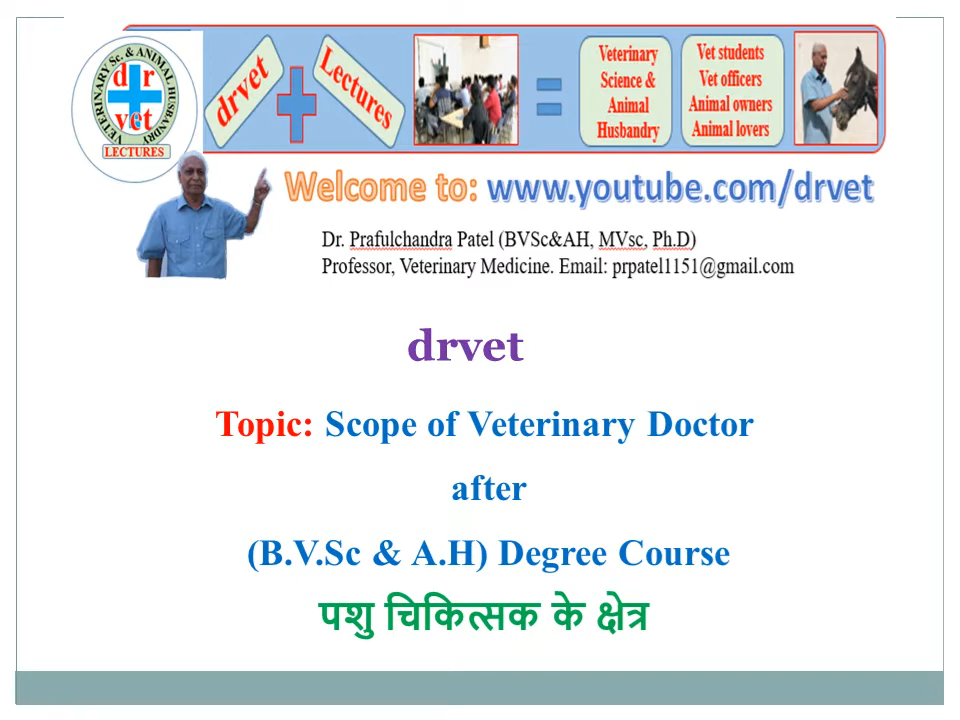 VETERINARY Sc. & ANIMAL HUSBANDRY
dr
vet
LECTURES
drvet
Lectures
Veterinary
Science &
Animal
Husbandry
Vet students
Vet officers
Animal owners
Animal lovers
Welcome to: www.youtube.com/drvet
Dr. Prafulchandra Patel (BVSc&AH, MVsc, Ph.D)
Professor, Veterinary Medicine. Email: prpatel1151@gmail.com
drvet
Topic: Scope of Veterinary Doctor
after
(B.V.Sc & A.H) Degree Course
पशु चिकित्सक के क्षेत्र